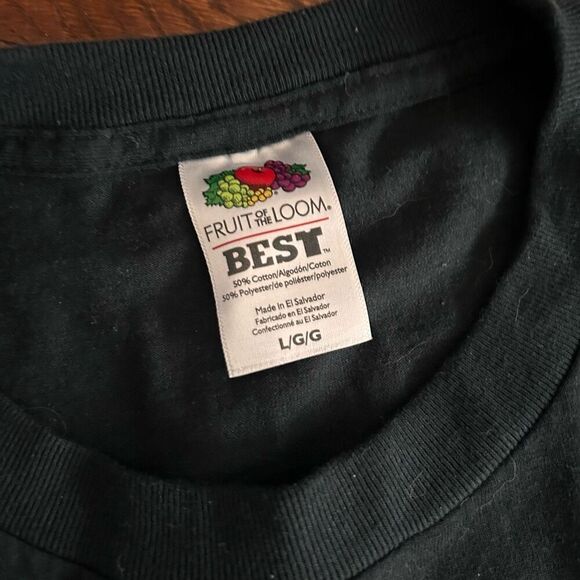 FRUIT OF THE LOOM®
BEST™
50% Cotton/Algodón/Coton
50% Polyester/de poliéster/polyester
Made in El Salvador
Fabricado en El Salvador
Confectionné au El Salvador
L/G/G